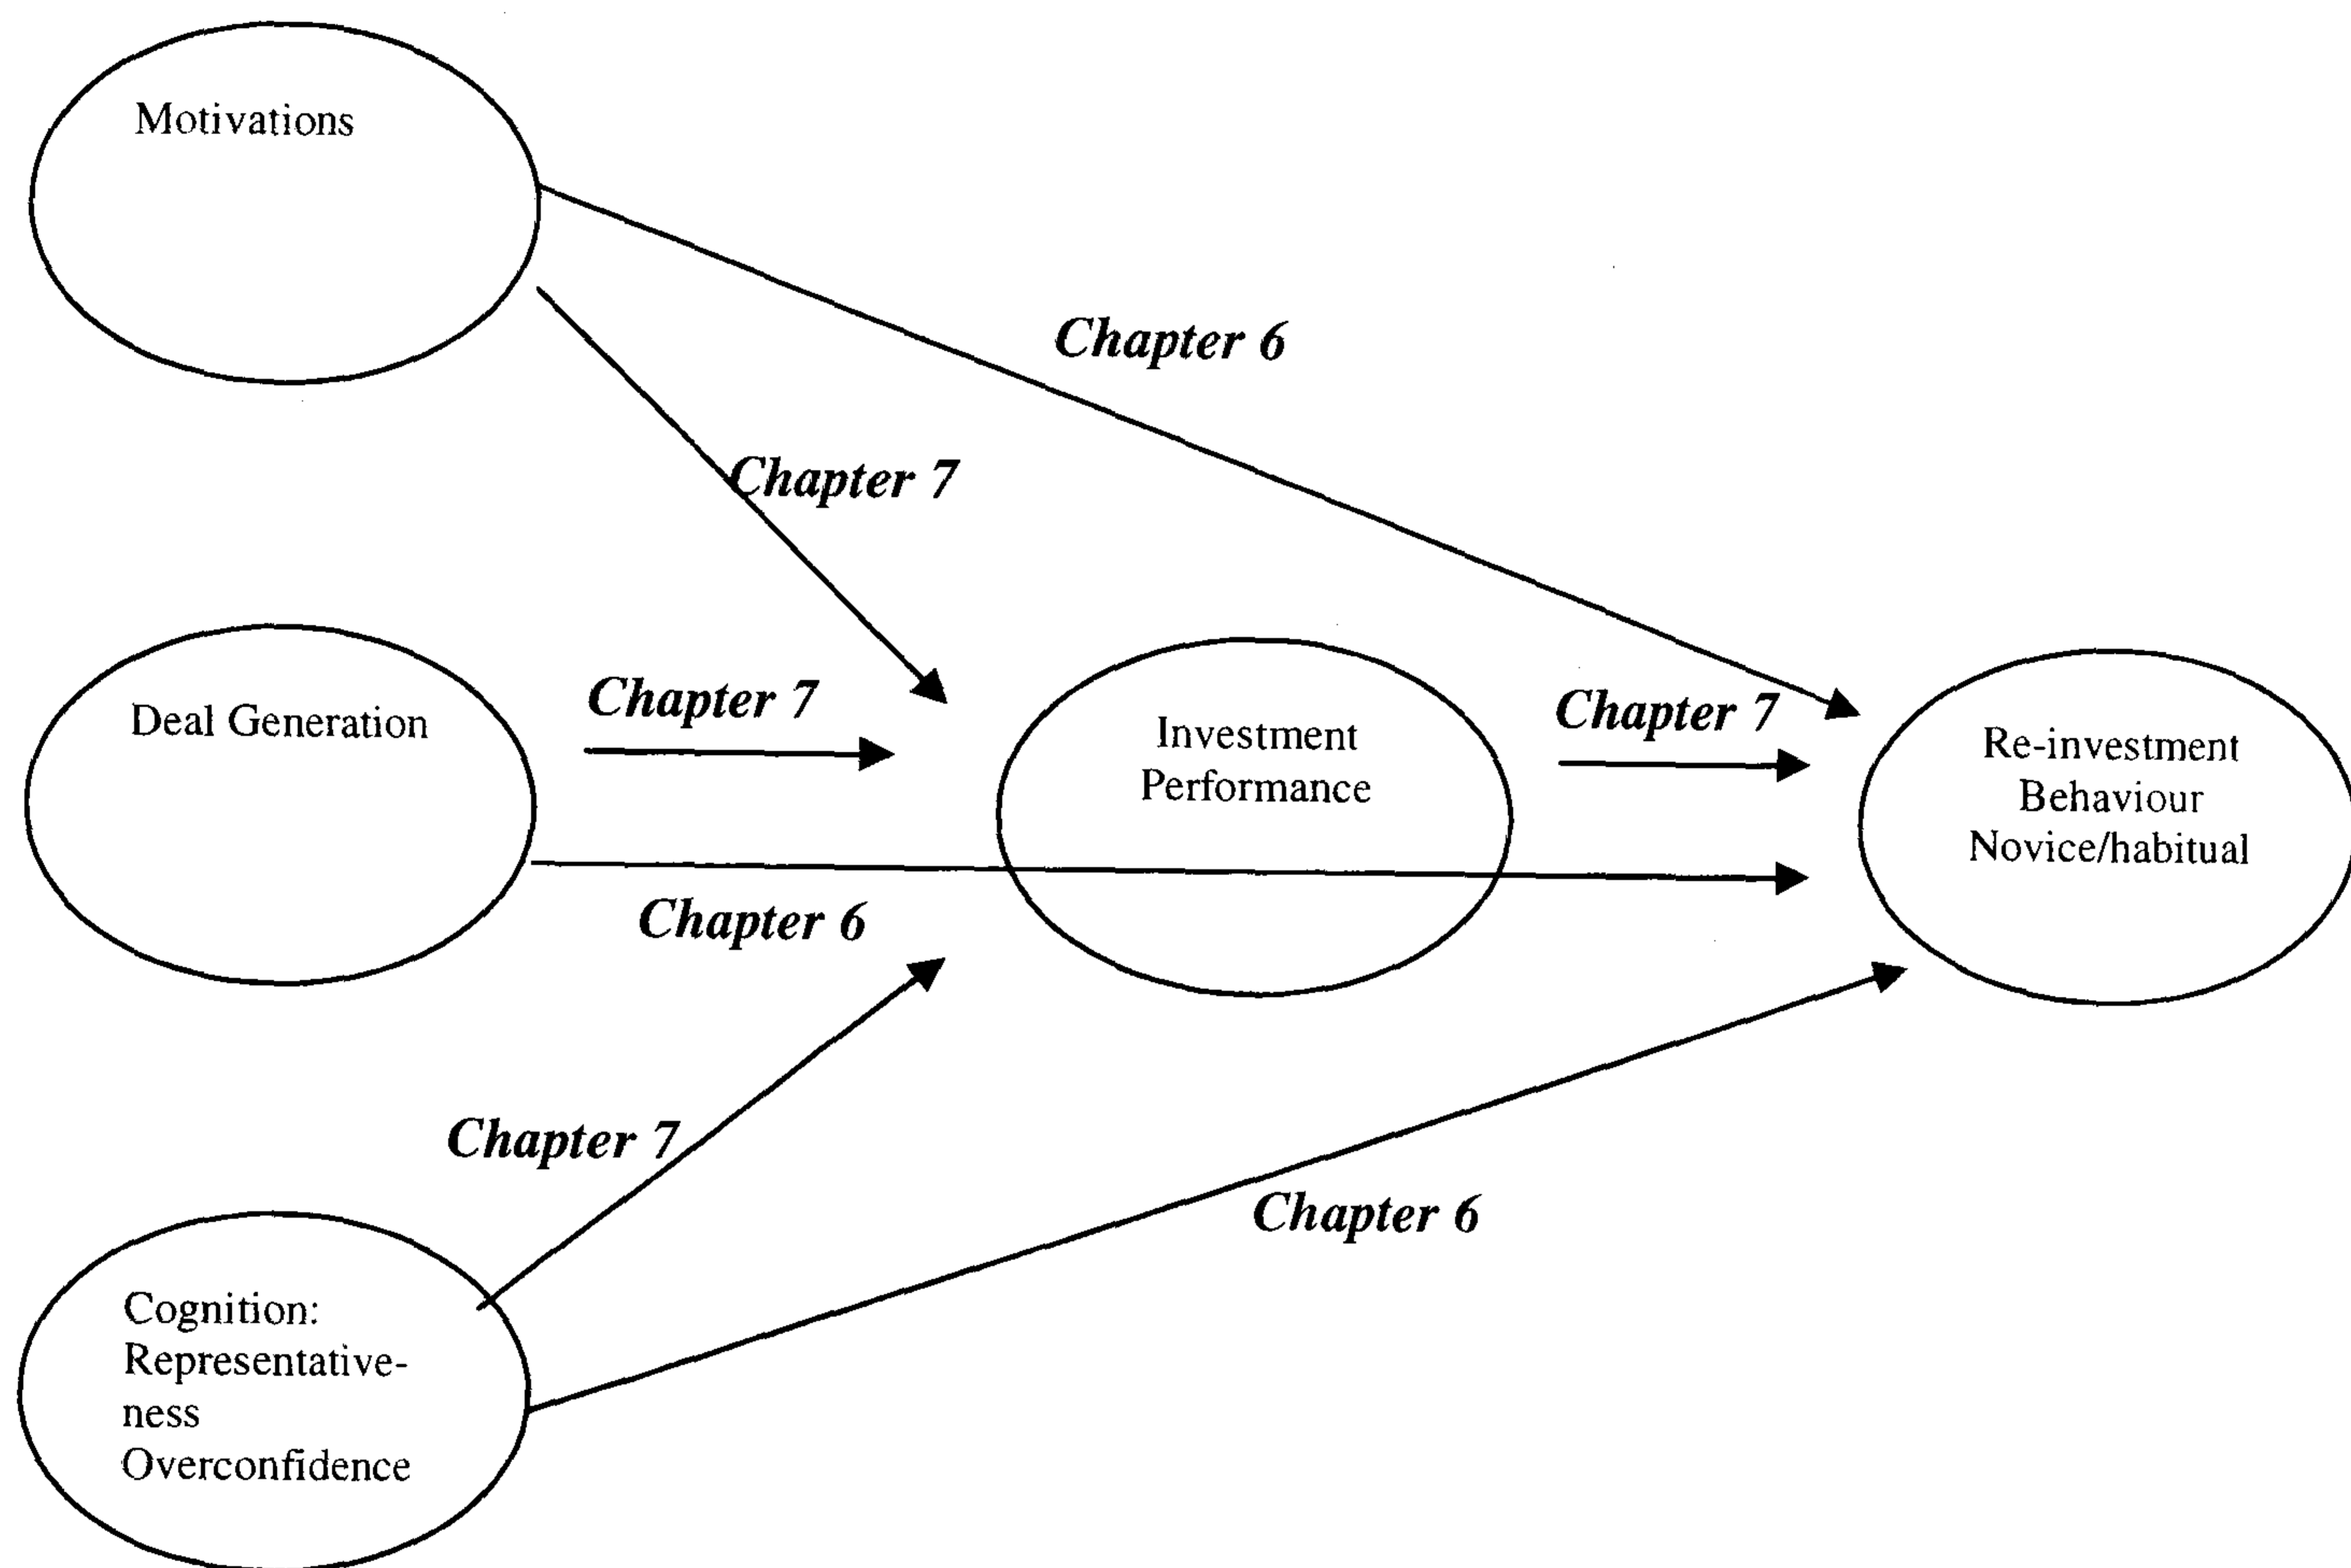 Motivations
Chapter 6
Chapter 7
Deal Generation
Chapter 7
Investment
Performance
Chapter 7
Re-investment
Behaviour
Novice/habitual
Chapter 6
Chapter 7
Chapter 6
Cognition:
Representative-
ness
Overconfidence